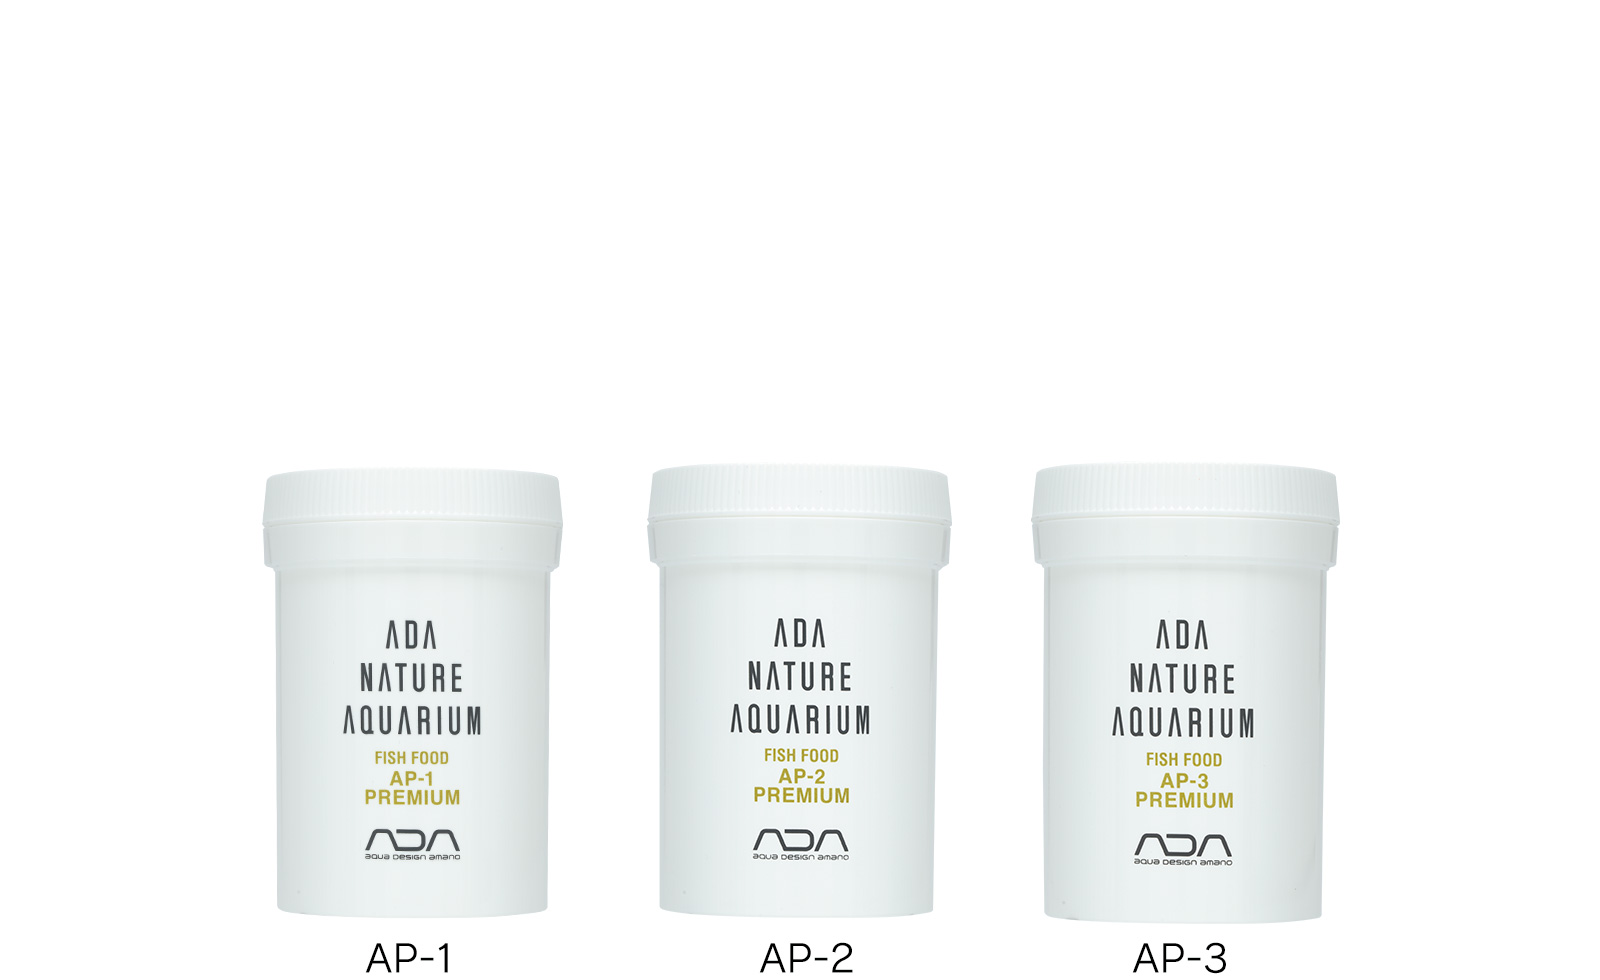 ADA
NATURE
AQUARIUM
FISH FOOD
AP-1
PREMIUM
ADA
aqua design amano
AP-1
ADA
NATURE
AQUARIUM
FISH FOOD
AP-2
PREMIUM
ADA
aqua design amano
AP-2
ADA
NATURE
AQUARIUM
FISH FOOD
AP-3
PREMIUM
ADA
aqua design amano
AP-3